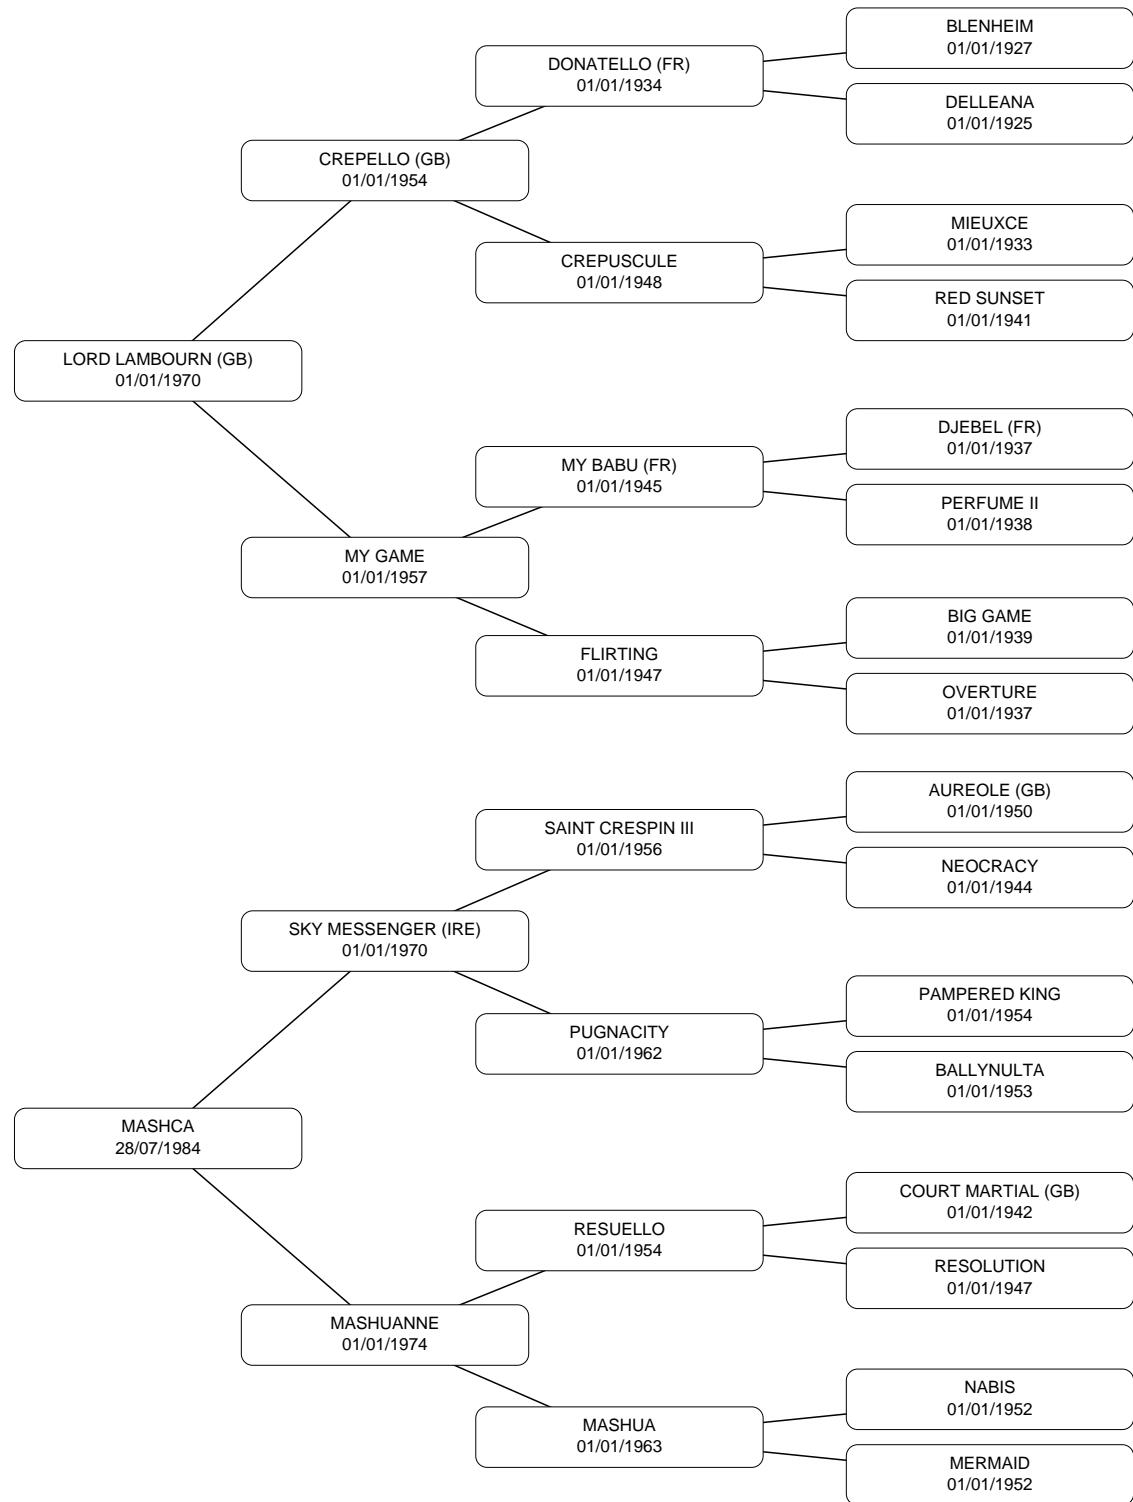 BLENHEIM
01/01/1927
DONATELLO (FR)
01/01/1934
DELLEANA
01/01/1925
CREPELLO (GB)
01/01/1954
MIEUXCE
01/01/1933
CREPUSCULE
01/01/1948
RED SUNSET
01/01/1941
LORD LAMBOURN (GB)
01/01/1970
DJEBEL (FR)
01/01/1937
MY BABU (FR)
01/01/1945
PERFUME II
01/01/1938
MY GAME
01/01/1957
BIG GAME
01/01/1939
FLIRTING
01/01/1947
OVERTURE
01/01/1937
AUREOLE (GB)
01/01/1950
SAINT CRESPIN III
01/01/1956
NEOCRACY
01/01/1944
SKY MESSENGER (IRE)
01/01/1970
PAMPERED KING
01/01/1954
PUGNACITY
01/01/1962
BALLYNULTA
01/01/1953
MASHCA
28/07/1984
COURT MARTIAL (GB)
01/01/1942
RESUELLO
01/01/1954
RESOLUTION
01/01/1947
MASHUANNE
01/01/1974
NABIS
01/01/1952
MASHUA
01/01/1963
MERMAID
01/01/1952